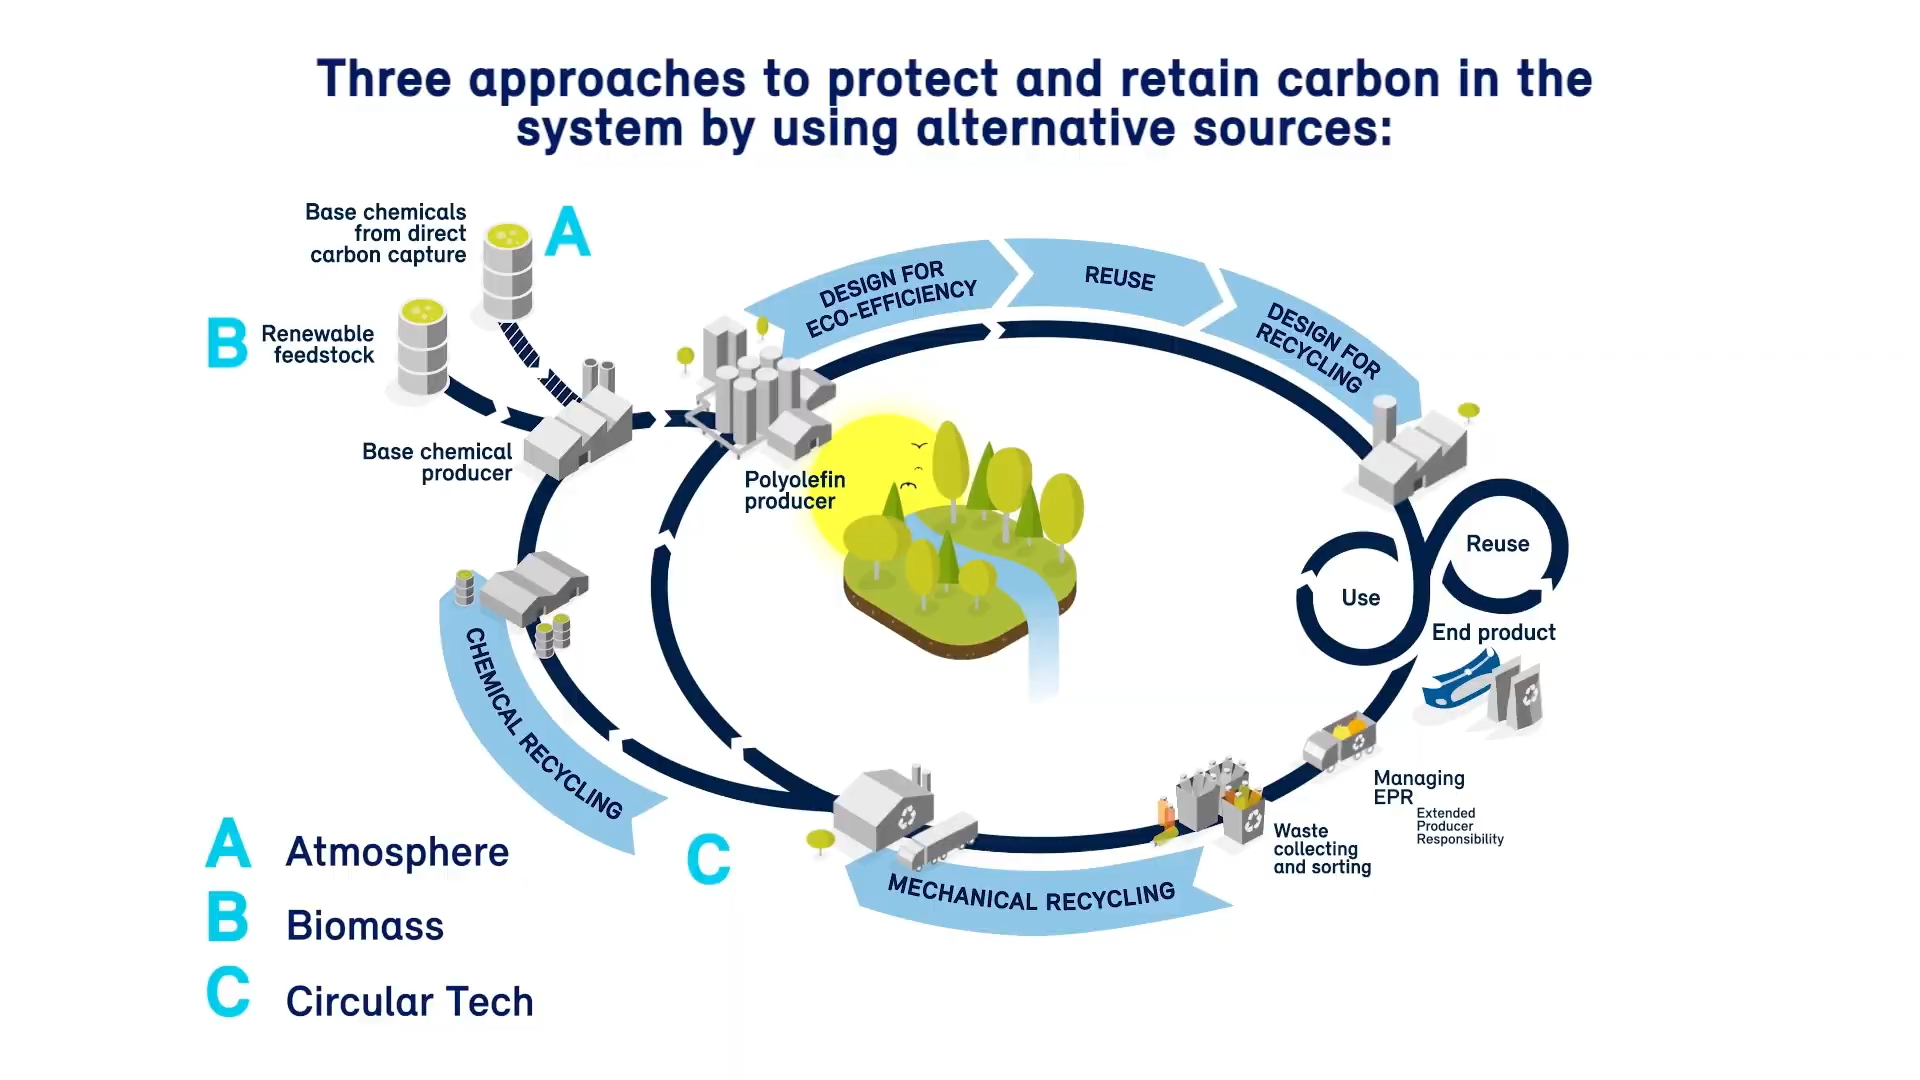 Three approaches to protect and retain carbon in the
system by using alternative sources:
Base chemicals
from direct
carbon capture
A
B
Renewable
feedstock
Base chemical
producer
Polyolefin
producer
DESIGN FOR
ECO-EFFICIENCY
REUSE
DESIGN FOR
RECYCLING
Use
Reuse
End product
Managing
EPR
Extended
Producer
Responsibility
Waste
collecting
and sorting
MECHANICAL RECYCLING
CHEMICAL RECYCLING
C
A Atmosphere
B Biomass
C Circular Tech